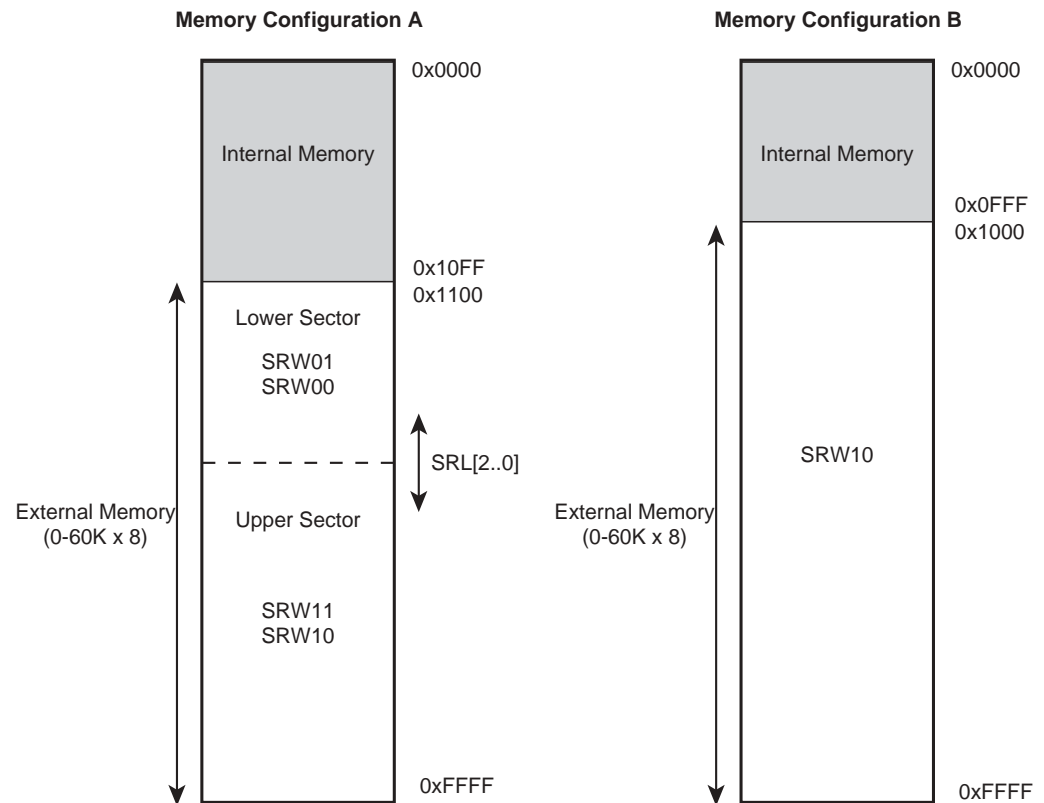 Memory Configuration A
0x0000
Internal Memory
0x10FF
0x1100
Lower Sector
SRW01
SRW00
SRL[2..0]
Upper Sector
External Memory
(0-60K x 8)
SRW11
SRW10
0xFFFF
Memory Configuration B
0x0000
Internal Memory
0x0FFF
0x1000
SRW10
External Memory
(0-60K x 8)
0xFFFF